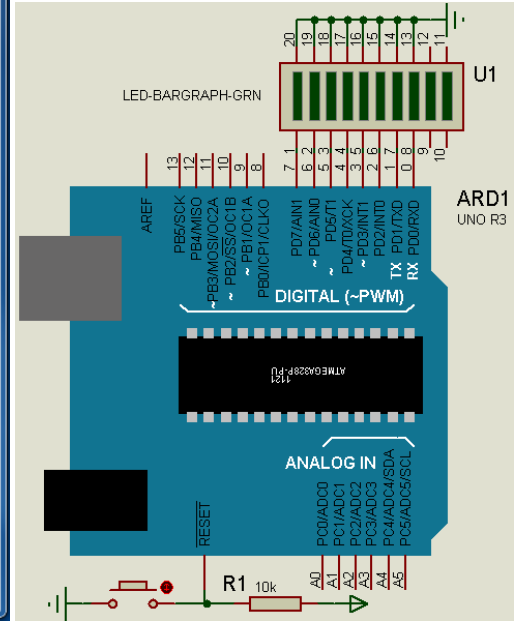 20 19 18 17 16 15 14 13 12 11
U1
LED-BARGRAPH-GRN
1 2 3 4 5 6 7 8 9 10
13 12 11 10 9 8 7 6 5 4 3 2 1 0
ARD1
UNO R3
AREF
PB5/SCK
PB4/MISO
~PB3/MOSI/OC2A
~PB2/SS/OC1B
~PB1/OC1A
PB0/ICP1/CLKO
PD7/AIN1
~PD6/AIN0
~PD5/T1
PD4/T0/XCK
~PD3/INT1
PD2/INT0
TX PD1/TXD
RX PD0/RXD
DIGITAL (~PWM)
ATMEGA328P-PU
1121
ANALOG IN
RESET
PC0/ADC0
PC1/ADC1
PC2/ADC2
PC3/ADC3
PC4/ADC4/SDA
PC5/ADC5/SCL
A0 A1 A2 A3 A4 A5
R1 10k